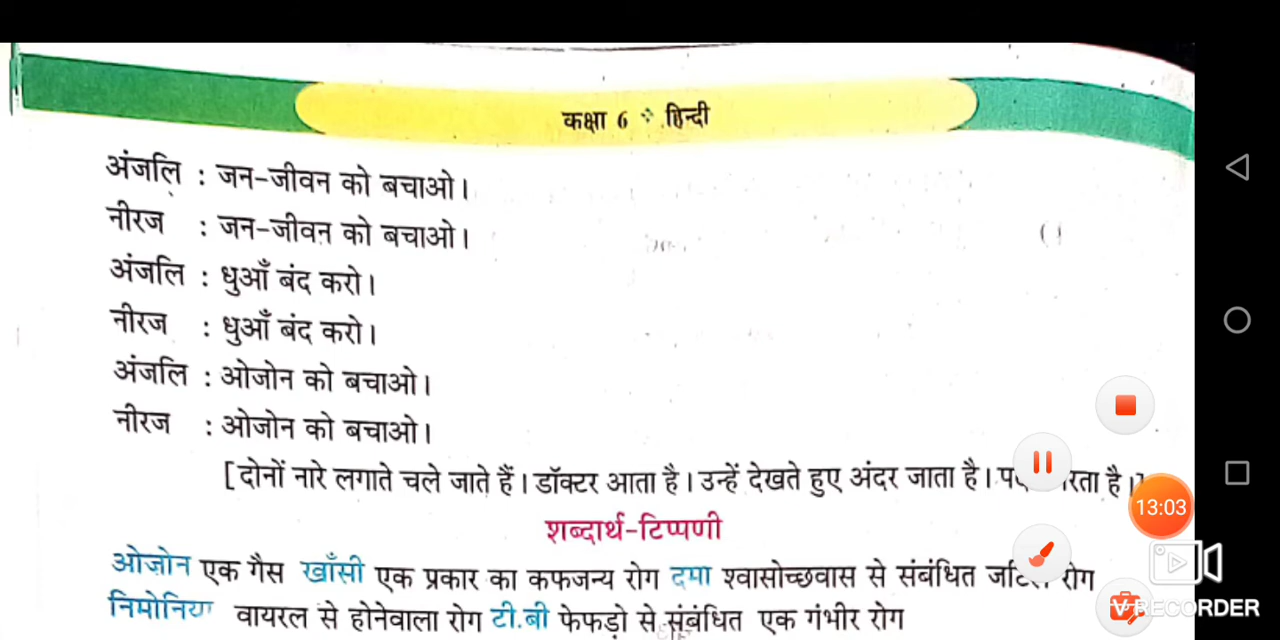 कक्षा 6 ❖ हिन्दी
अंजलि : जन-जीवन को बचाओ।
नीरज : जन-जीवन को बचाओ।
अंजलि : धुआँ बंद करो।
नीरज : धुआँ बंद करो।
अंजलि : ओजोन को बचाओ।
नीरज : ओजोन को बचाओ।
[दोनों नारे लगाते चले जाते हैं। डॉक्टर आता है। उन्हें देखते हुए अंदर जाता है। है।]
13:03
शब्दार्थ-टिप्पणी
ओज़ोन एक गैस खाँसी एक प्रकार का कफजन्य रोग दमा श्वासोच्छवास से संबंधित रोग
निमोनिया वायरल से होनेवाला रोग टी.बी फेफड़ो से संबंधित एक गंभीर रोग
V RECORDER